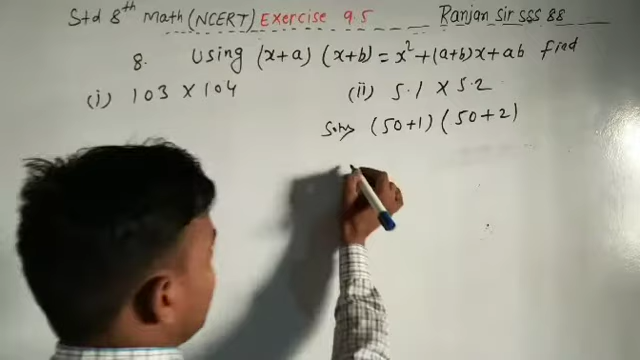 Std 8th Math (NCERT) Exercise 9.5 Ranjan Sir SSS 88
8. Using (x+a) (x+b) = x² + (a+b)x + ab find
(i) 103 × 104 (ii) 5.1 × 5.2
Soln (50+1) (50+2)